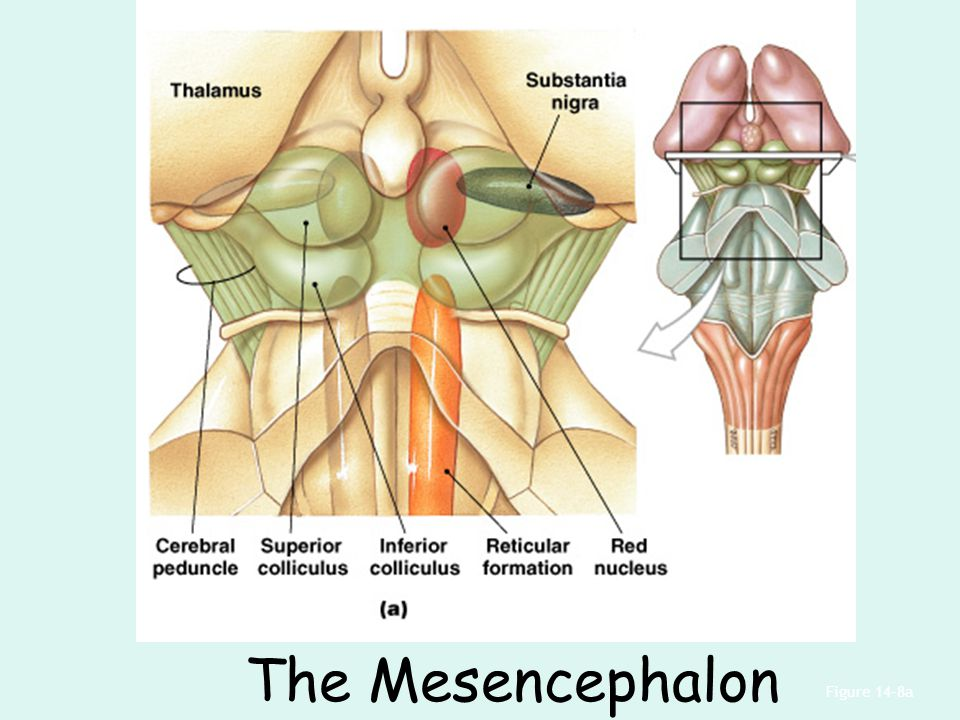 Thalamus
Substantia
nigra
Cerebral
peduncle
Superior
colliculus
Inferior
colliculus
Reticular
formation
Red
nucleus
(a)
The Mesencephalon
Figure 14-8a